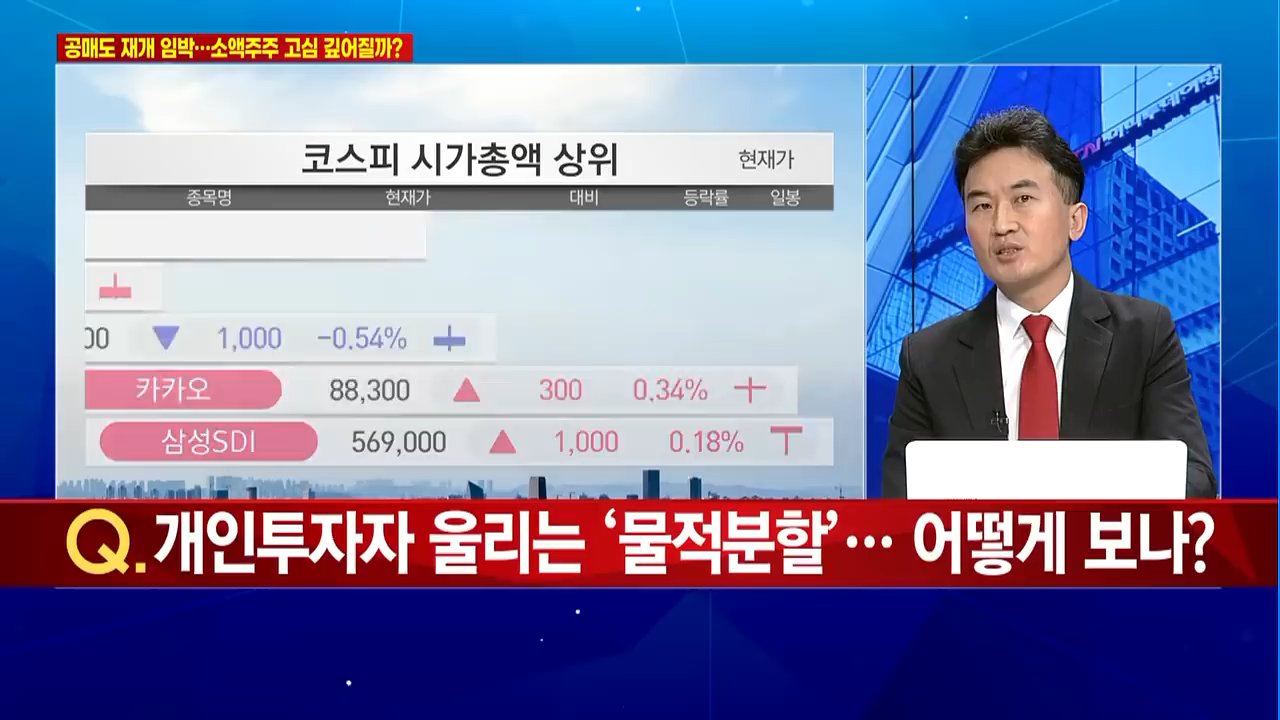 공매도 재개 임박…소액주주 고심 깊어질까?
코스피 시가총액 상위 현재가
종목명 현재가 대비 등락률 일봉
00 ▼ 1,000 -0.54%
카카오 88,300 ▲ 300 0.34%
삼성SDI 569,000 ▲ 1,000 0.18%
Q. 개인투자자 울리는 ‘물적분할’… 어떻게 보나?